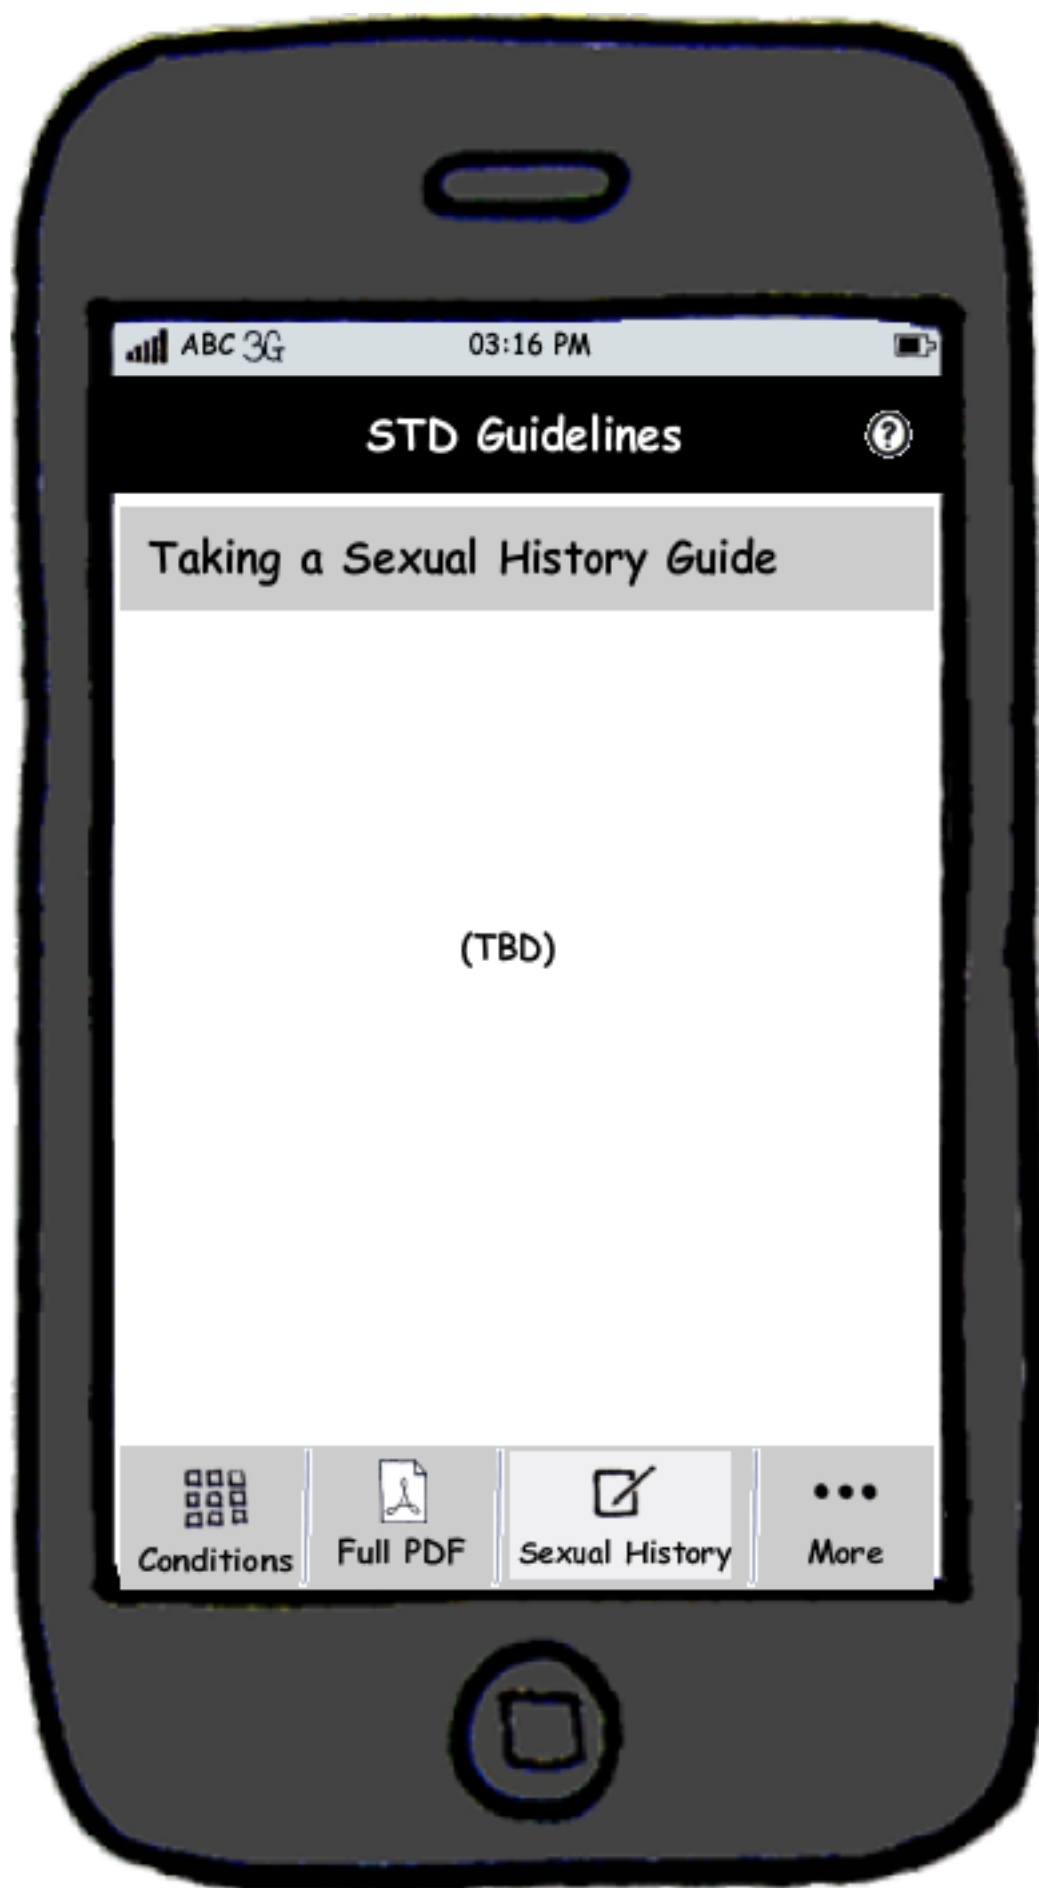 ABC 3G 03:16 PM
STD Guidelines ?
Taking a Sexual History Guide
(TBD)
Conditions Full PDF Sexual History More